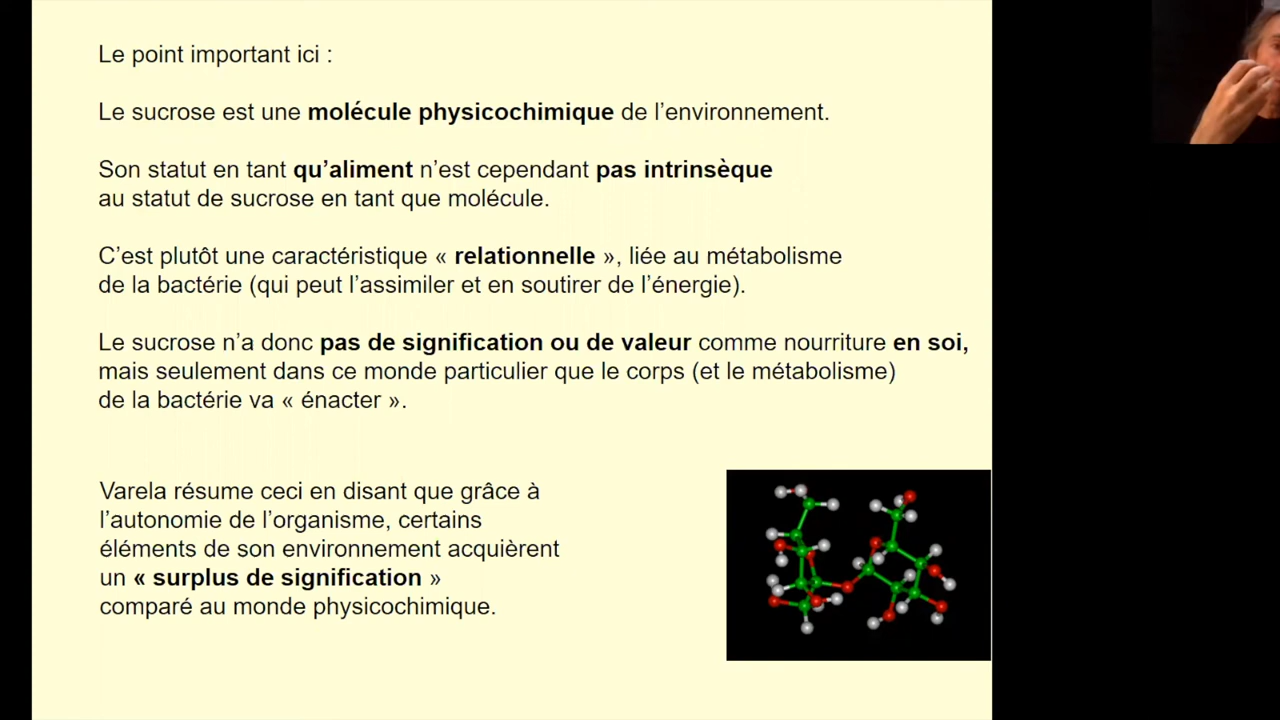 Le point important ici :
Le sucrose est une molécule physicochimique de l’environnement.
Son statut en tant qu’aliment n’est cependant pas intrinsèque
au statut de sucrose en tant que molécule.
C’est plutôt une caractéristique « relationnelle », liée au métabolisme
de la bactérie (qui peut l’assimiler et en soutirer de l’énergie).
Le sucrose n’a donc pas de signification ou de valeur comme nourriture en soi,
mais seulement dans ce monde particulier que le corps (et le métabolisme)
de la bactérie va « énacter ».
Varela résume ceci en disant que grâce à
l’autonomie de l’organisme, certains
éléments de son environnement acquièrent
un « surplus de signification »
comparé au monde physicochimique.